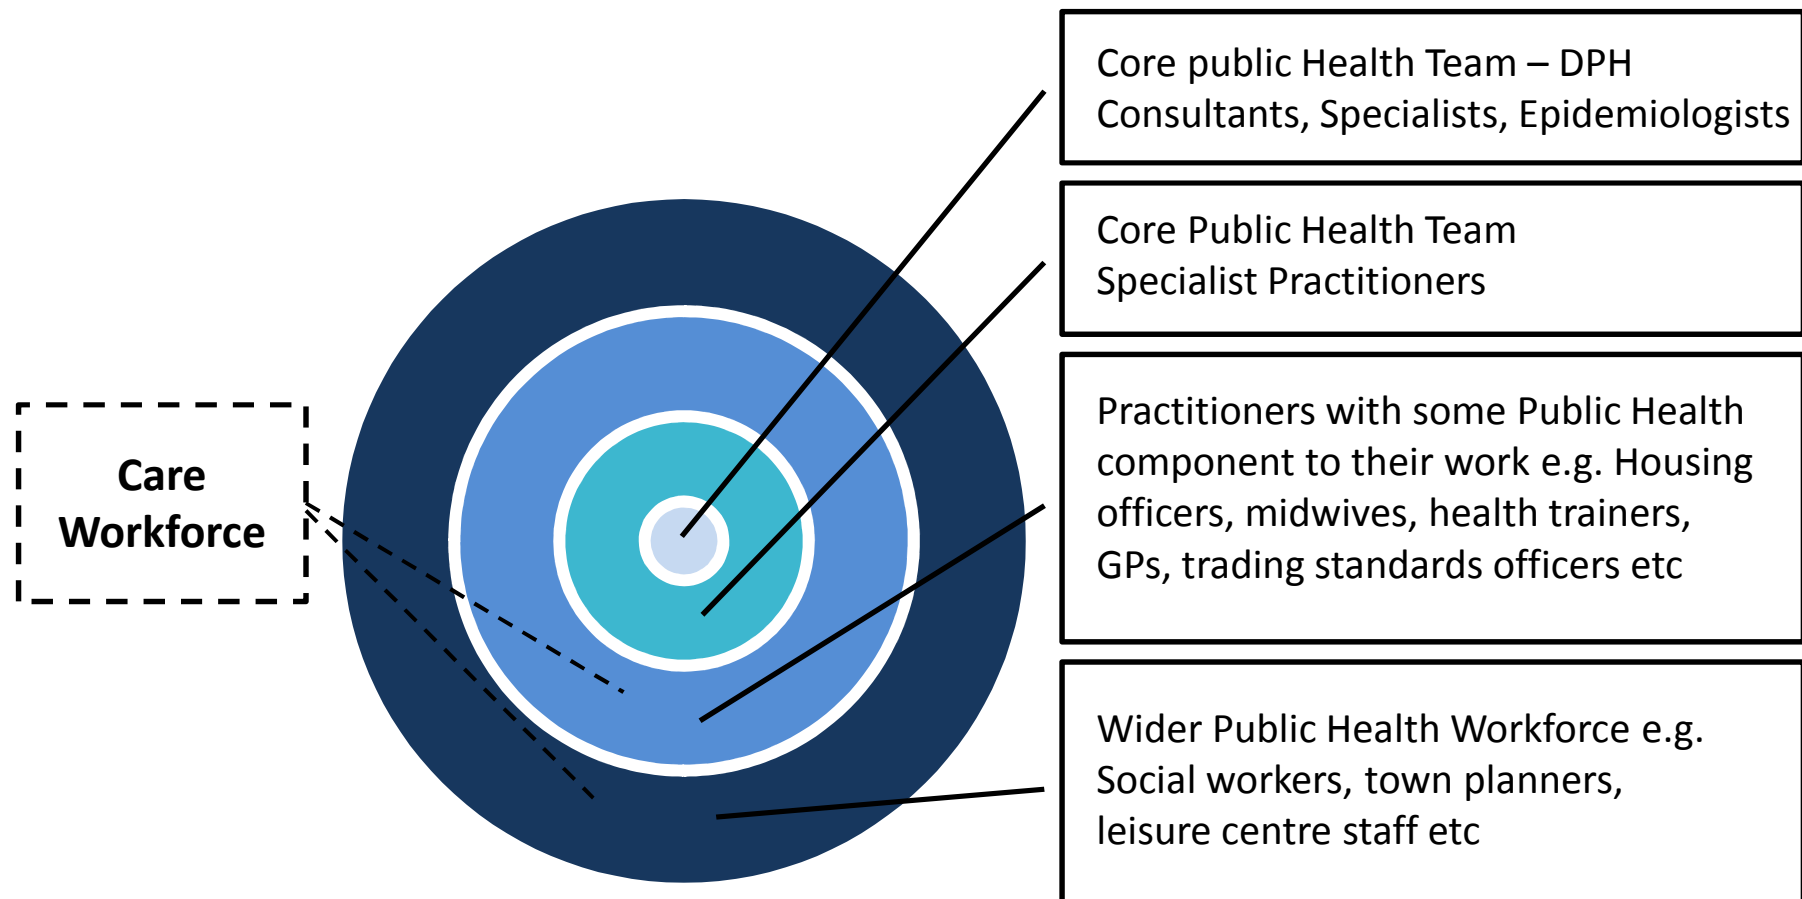 Core public Health Team – DPH
Consultants, Specialists, Epidemiologists
Core Public Health Team
Specialist Practitioners
Practitioners with some Public Health
component to their work e.g. Housing
officers, midwives, health trainers,
GPs, trading standards officers etc
Wider Public Health Workforce e.g.
Social workers, town planners,
leisure centre staff etc
Care
Workforce